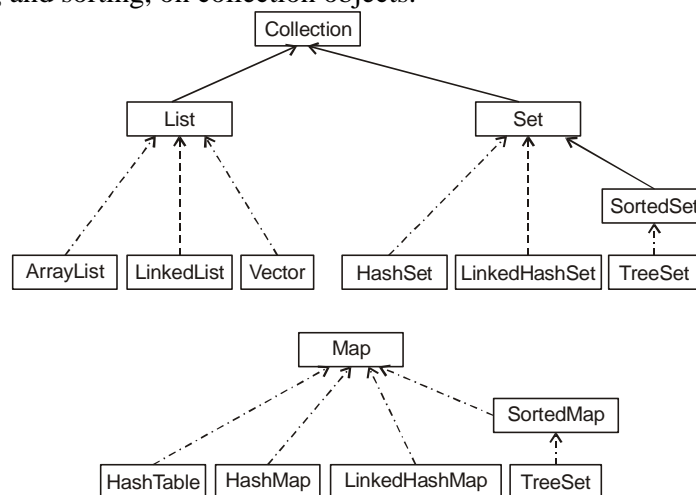 , and sorting, on collection objects.
Collection
List Set
SortedSet
ArrayList LinkedList Vector HashSet LinkedHashSet TreeSet
Map
SortedMap
HashTable HashMap LinkedHashMap TreeSet